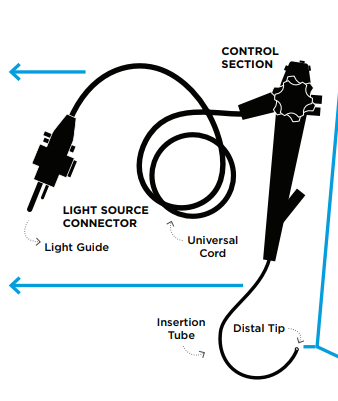 CONTROL
SECTION
LIGHT SOURCE
CONNECTOR
Light Guide
Universal
Cord
Insertion
Tube
Distal Tip